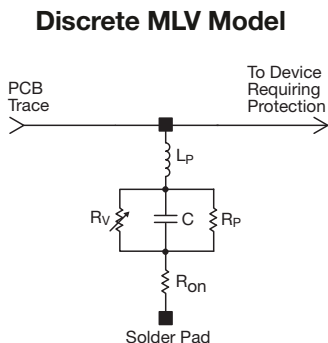 Discrete MLV Model
PCB
Trace
To Device
Requiring
Protection
LP
RV
C
RP
Ron
Solder Pad